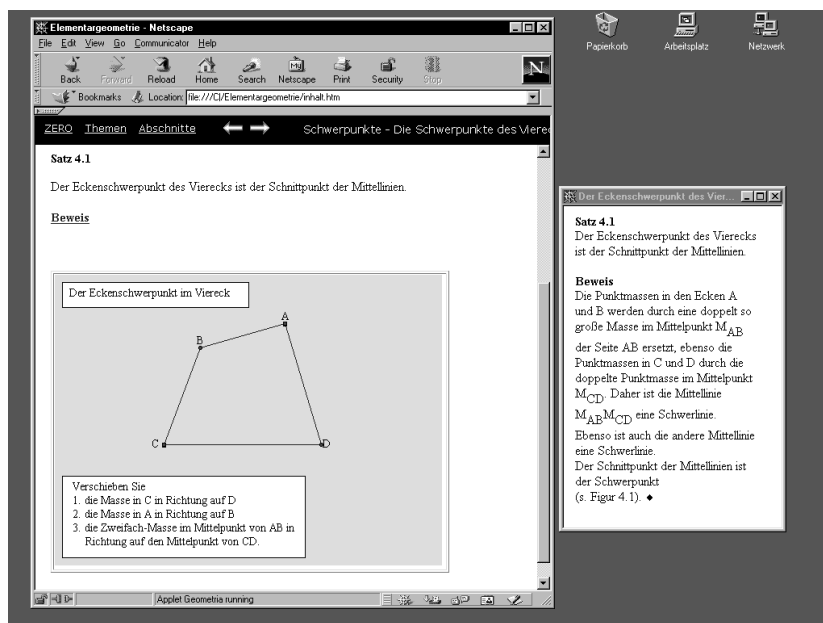 Elementargeometrie - Netscape
File Edit View Go Communicator Help
Back Forward Reload Home Search Netscape Print Security Stop
N
Bookmarks Location: file:///C|/Elementargeometrie/inhalt.htm
ZERO Themen Abschnitte Schwerpunkte - Die Schwerpunkte des Vierec
Satz 4.1
Der Eckenschwerpunkt des Vierecks ist der Schnittpunkt der Mittellinien.
Beweis
Der Eckenschwerpunkt im Viereck
A
B
C
D
Verschieben Sie
1. die Masse in C in Richtung auf D
2. die Masse in A in Richtung auf B
3. die Zweifach-Masse im Mittelpunkt von AB in
Richtung auf den Mittelpunkt von CD.
Applet Geometria running
Papierkorb Arbeitsplatz Netzwerk
Der Eckenschwerpunkt des Vier...
Satz 4.1
Der Eckenschwerpunkt des Vierecks
ist der Schnittpunkt der Mittellinien.
Beweis
Die Punktmassen in den Ecken A
und B werden durch eine doppelt so
große Masse im Mittelpunkt MAB
der Seite AB ersetzt, ebenso die
Punktmassen in C und D durch die
doppelte Punktmasse im Mittelpunkt
MCD. Daher ist die Mittellinie
MABMCD eine Schwerlinie.
Ebenso ist auch die andere Mittellinie
eine Schwerlinie.
Der Schnittpunkt der Mittellinien ist
der Schwerpunkt
(s. Figur 4.1). ◆